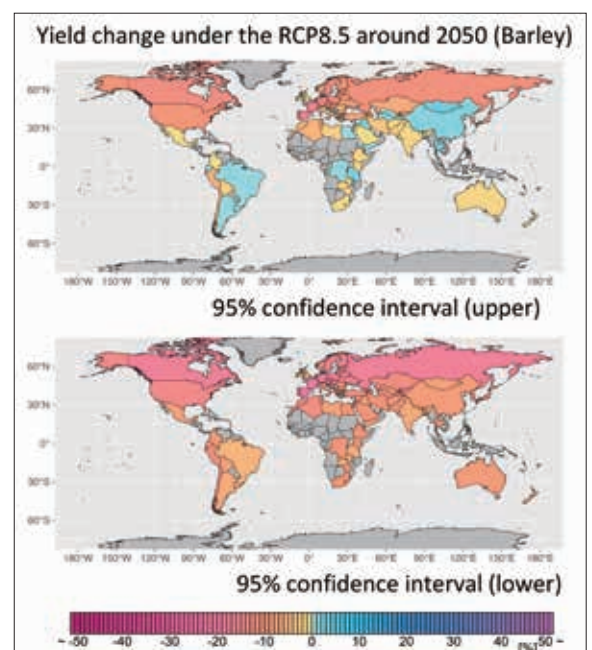 Yield change under the RCP8.5 around 2050 (Barley)
60°N
30°N
0°
30°S
60°S
180°W 150°W 120°W 90°W 60°W 30°W 0° 30°E 60°E 90°E 120°E 150°E 180°E
95% confidence interval (upper)
60°N
30°N
0°
30°S
60°S
180°W 150°W 120°W 90°W 60°W 30°W 0° 30°E 60°E 90°E 120°E 150°E 180°E
95% confidence interval (lower)
~ -50 -40 -30 -20 -10 0 10 20 30 40 50 ~
[%]